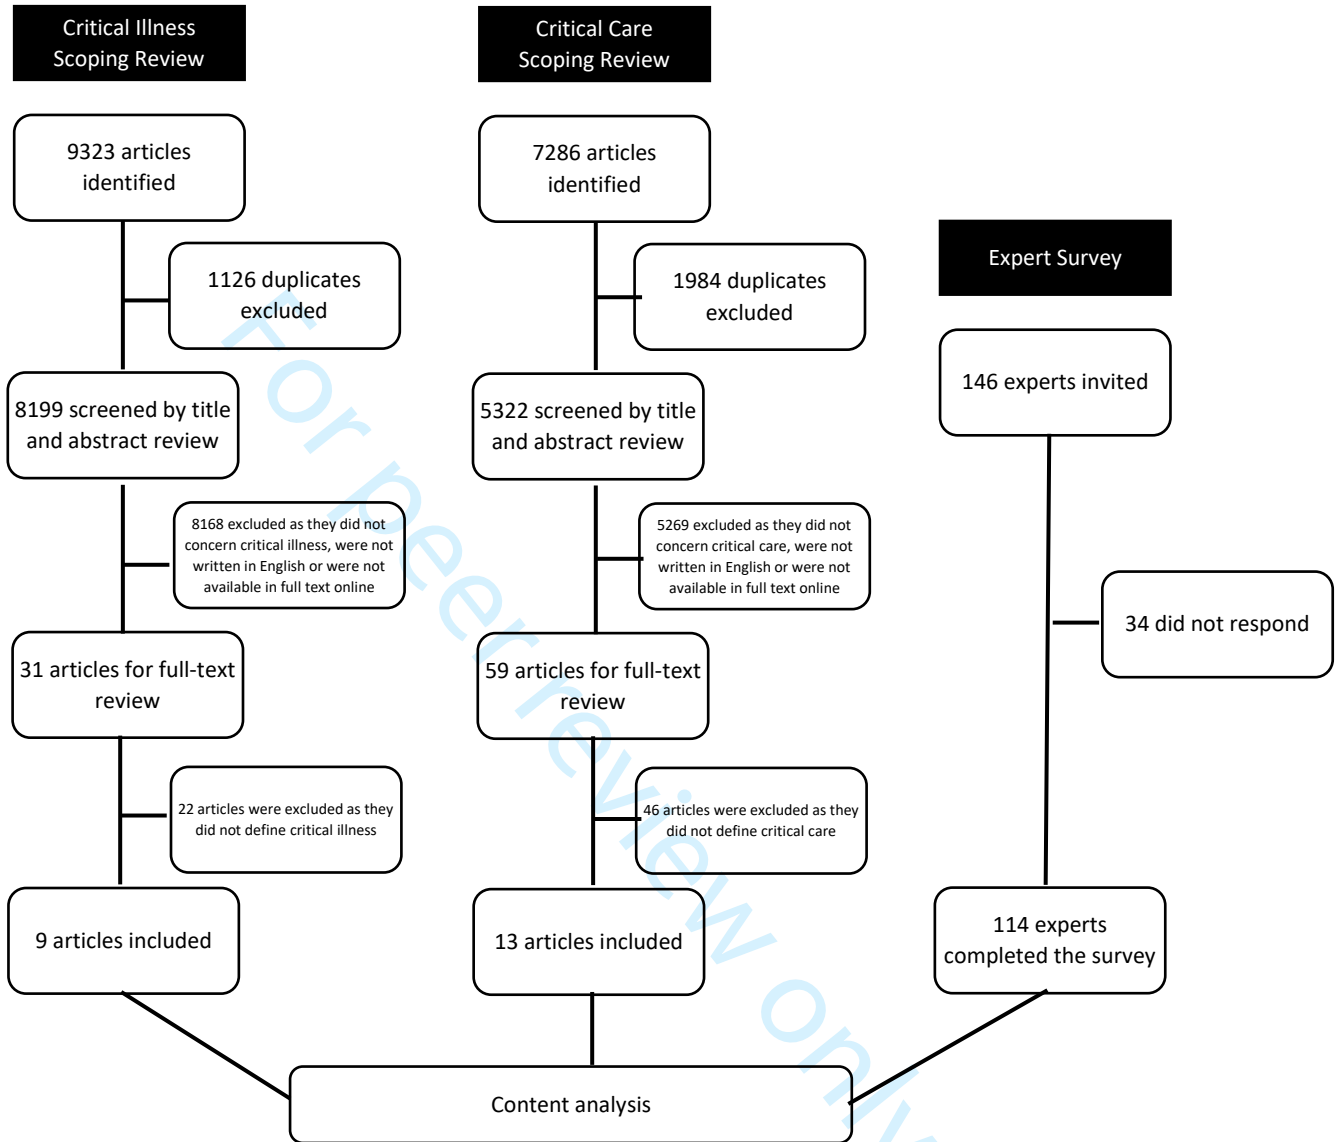 Critical Illness
Scoping Review
9323 articles
identified
1126 duplicates
excluded
8199 screened by title
and abstract review
8168 excluded as they did not
concern critical illness, were not
written in English or were not
available in full text online
31 articles for full-text
review
22 articles were excluded as they
did not define critical illness
9 articles included
Critical Care
Scoping Review
7286 articles
identified
1984 duplicates
excluded
5322 screened by title
and abstract review
5269 excluded as they did not
concern critical care, were not
written in English or were not
available in full text online
59 articles for full-text
review
46 articles were excluded as they
did not define critical care
13 articles included
Expert Survey
146 experts invited
34 did not respond
114 experts
completed the survey
Content analysis
For peer review only